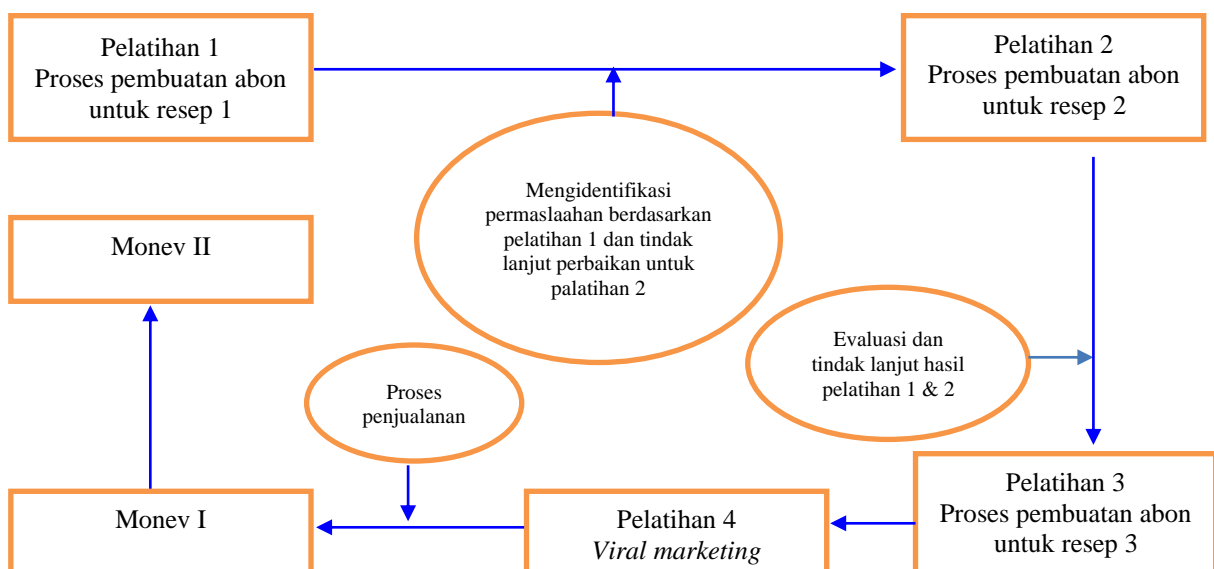 Pelatihan 1
Proses pembuatan abon
untuk resep 1
Pelatihan 2
Proses pembuatan abon
untuk resep 2
Mengidentifikasi
permaslaahan berdasarkan
pelatihan 1 dan tindak
lanjut perbaikan untuk
palatihan 2
Monev II
Evaluasi dan
tindak lanjut hasil
pelatihan 1 & 2
Proses
penjualanan
Monev I
Pelatihan 4
Viral marketing
Pelatihan 3
Proses pembuatan abon
untuk resep 3